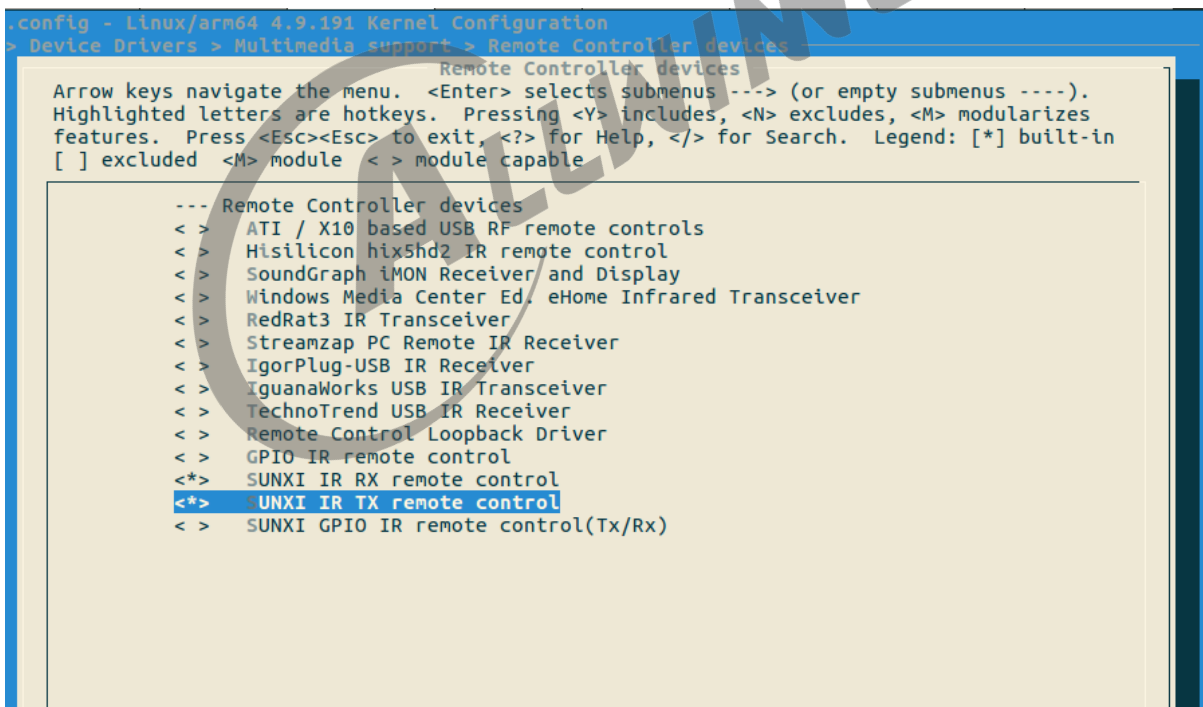 .config - Linux/arm64 4.9.191 Kernel Configuration
> Device Drivers > Multimedia support > Remote Controller devices
Remote Controller devices
Arrow keys navigate the menu.  <Enter> selects submenus ---> (or empty submenus ----).
Highlighted letters are hotkeys.  Pressing <Y> includes, <N> excludes, <M> modularizes
features.  Press <Esc><Esc> to exit, <?> for Help, </> for Search.  Legend: [*] built-in
[ ] excluded  <M> module  < > module capable
--- Remote Controller devices
< >   ATI / X10 based USB RF remote controls
< >   Hisilicon hix5hd2 IR remote control
< >   SoundGraph iMON Receiver and Display
< >   Windows Media Center Ed. eHome Infrared Transceiver
< >   RedRat3 IR Transceiver
< >   Streamzap PC Remote IR Receiver
< >   IgorPlug-USB IR Receiver
< >   IguanaWorks USB IR Transceiver
< >   TechnoTrend USB IR Receiver
< >   Remote Control Loopback Driver
< >   GPIO IR remote control
<*>   SUNXI IR RX remote control
<*>   SUNXI IR TX remote control
< >   SUNXI GPIO IR remote control(Tx/Rx)